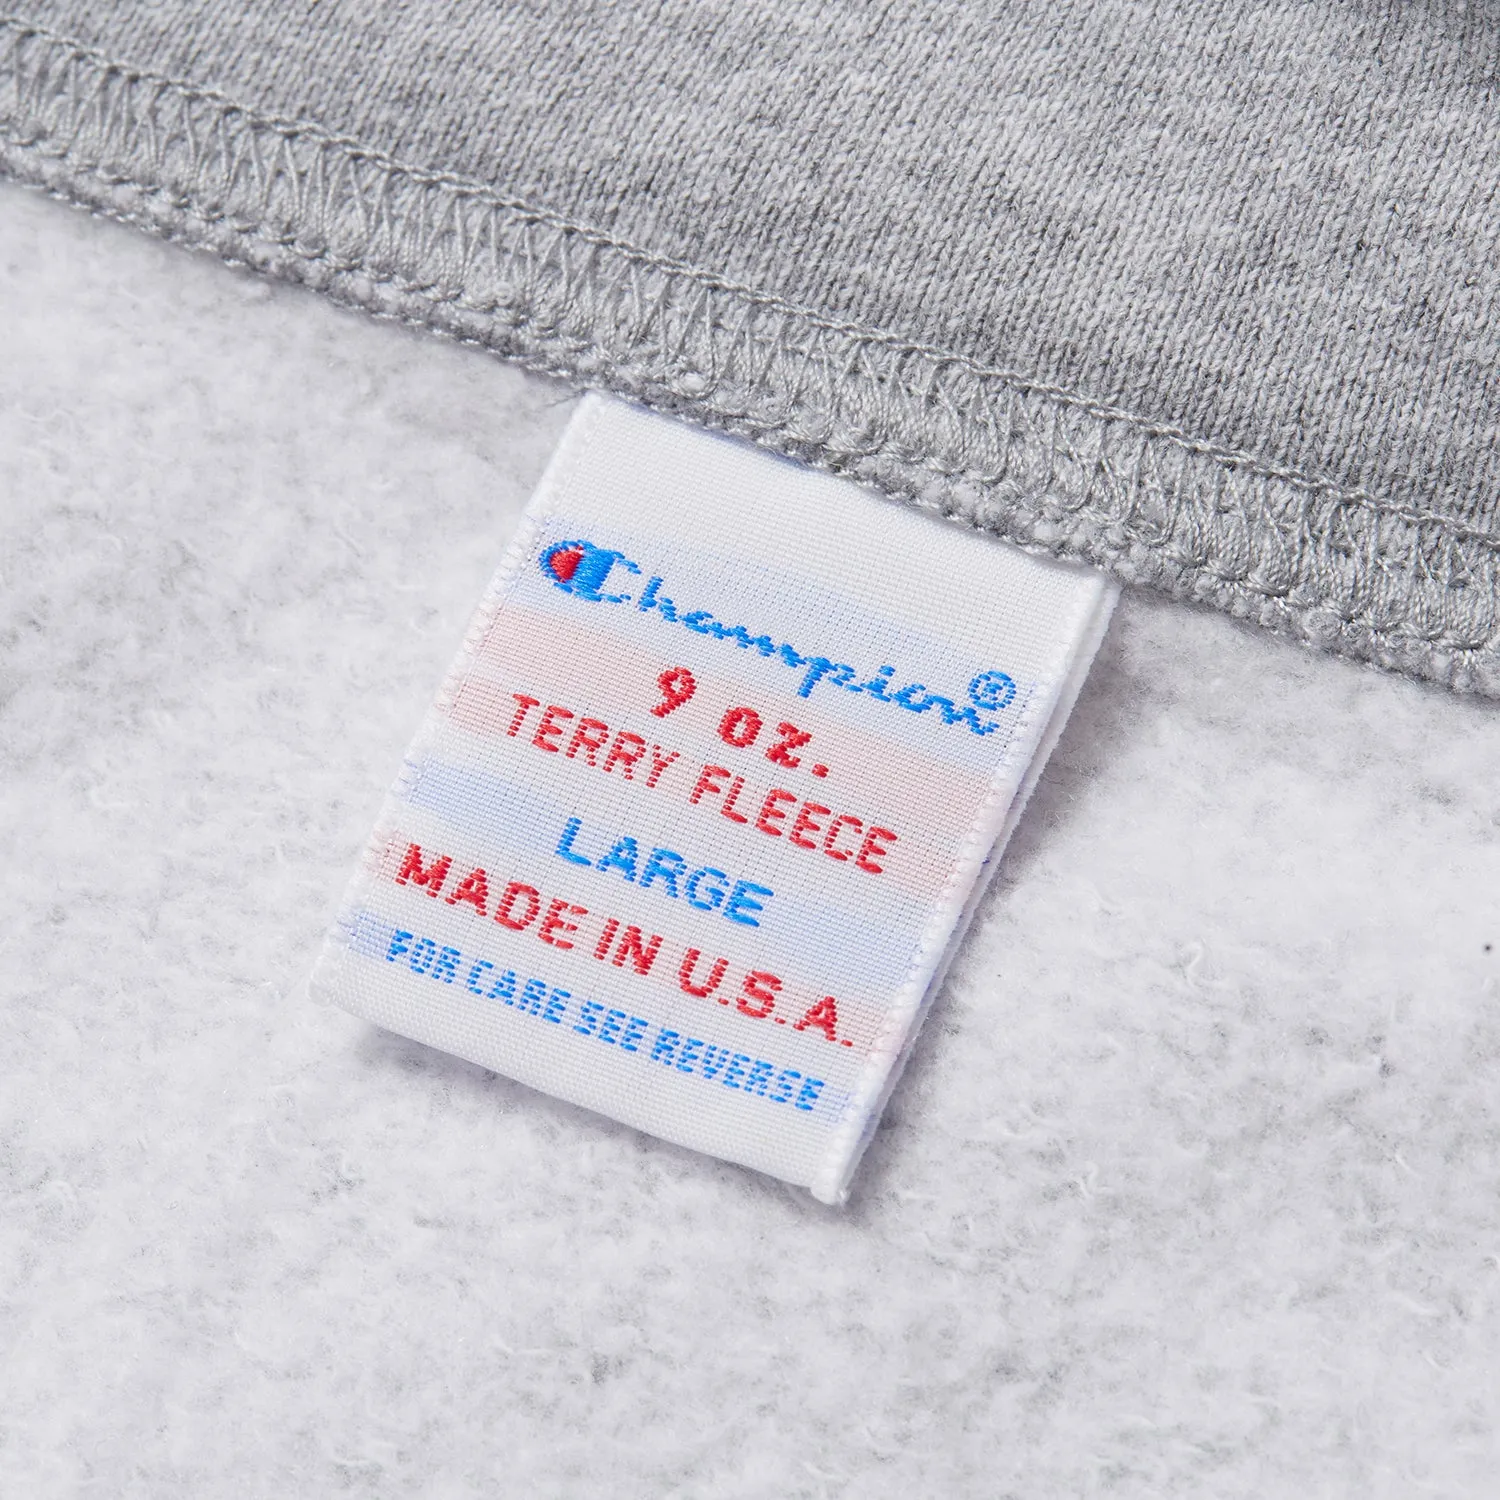 Champion®
9 oz.
TERRY FLEECE
LARGE
MADE IN U.S.A.
FOR CARE SEE REVERSE